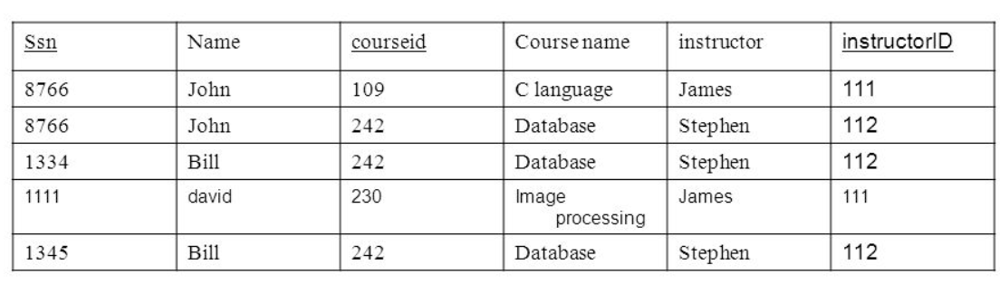 Ssn Name courseid Course name instructor instructorID
8766 John 109 C language James 111
8766 John 242 Database Stephen 112
1334 Bill 242 Database Stephen 112
1111 david 230 Image James 111
processing
1345 Bill 242 Database Stephen 112